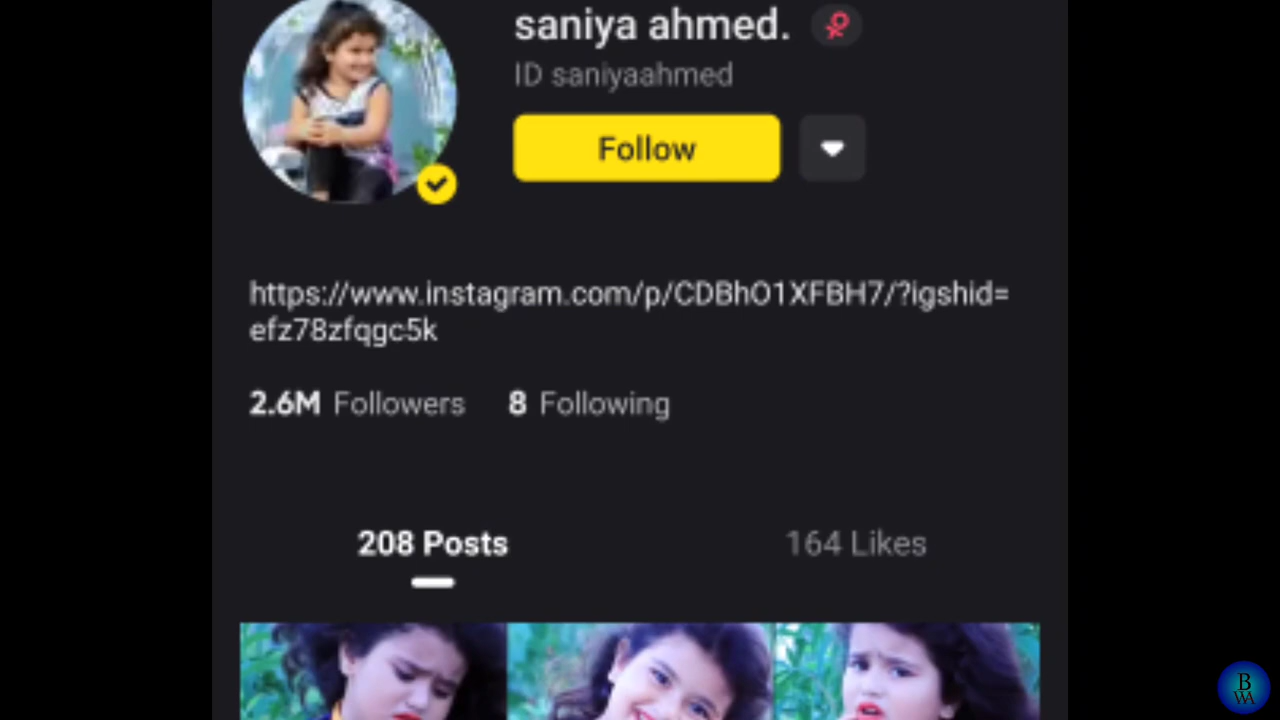 saniya ahmed.
ID saniyaahmed
Follow
https://www.instagram.com/p/CDBhO1XFBH7/?igshid=
efz78zfqgc5k
2.6M Followers 8 Following
208 Posts 164 Likes
B
WA